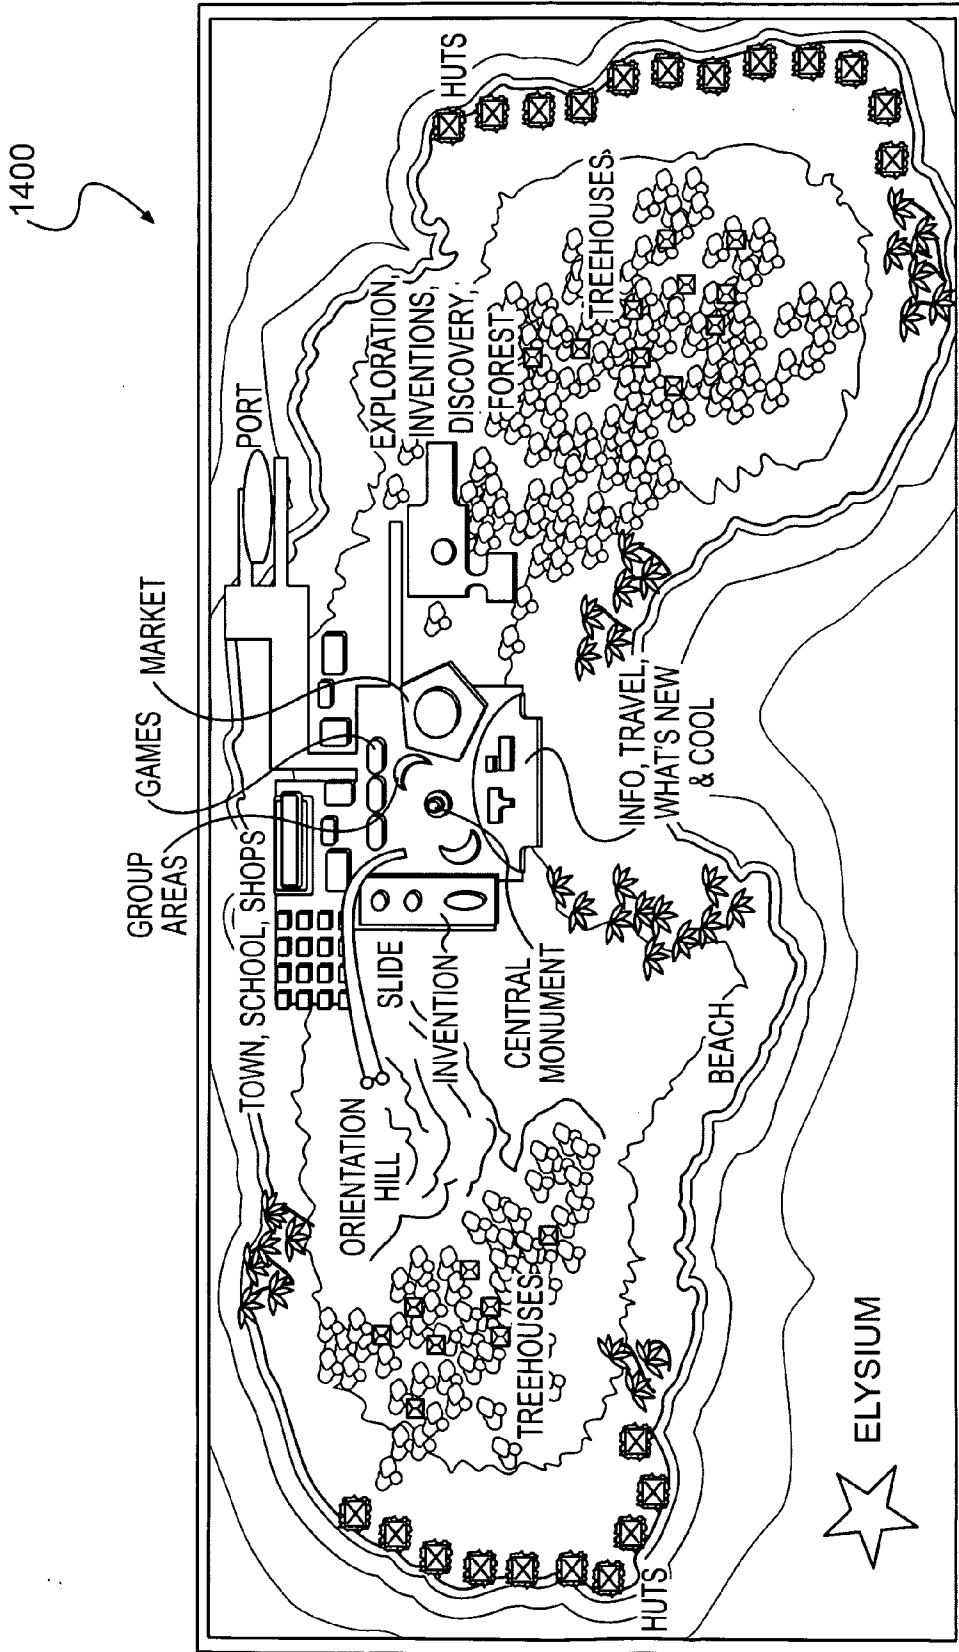 1400
PORT
HUTS
MARKET
GAMES
GROUP
AREAS
TOWN, SCHOOL, SHOPS
EXPLORATION,
INVENTIONS,
DISCOVERY,
FOREST
TREEHOUSES
SLIDE
INVENTION
ORIENTATION
HILL
CENTRAL
MONUMENT
INFO, TRAVEL,
WHAT'S NEW
& COOL
BEACH
TREEHOUSES
HUTS
ELYSIUM